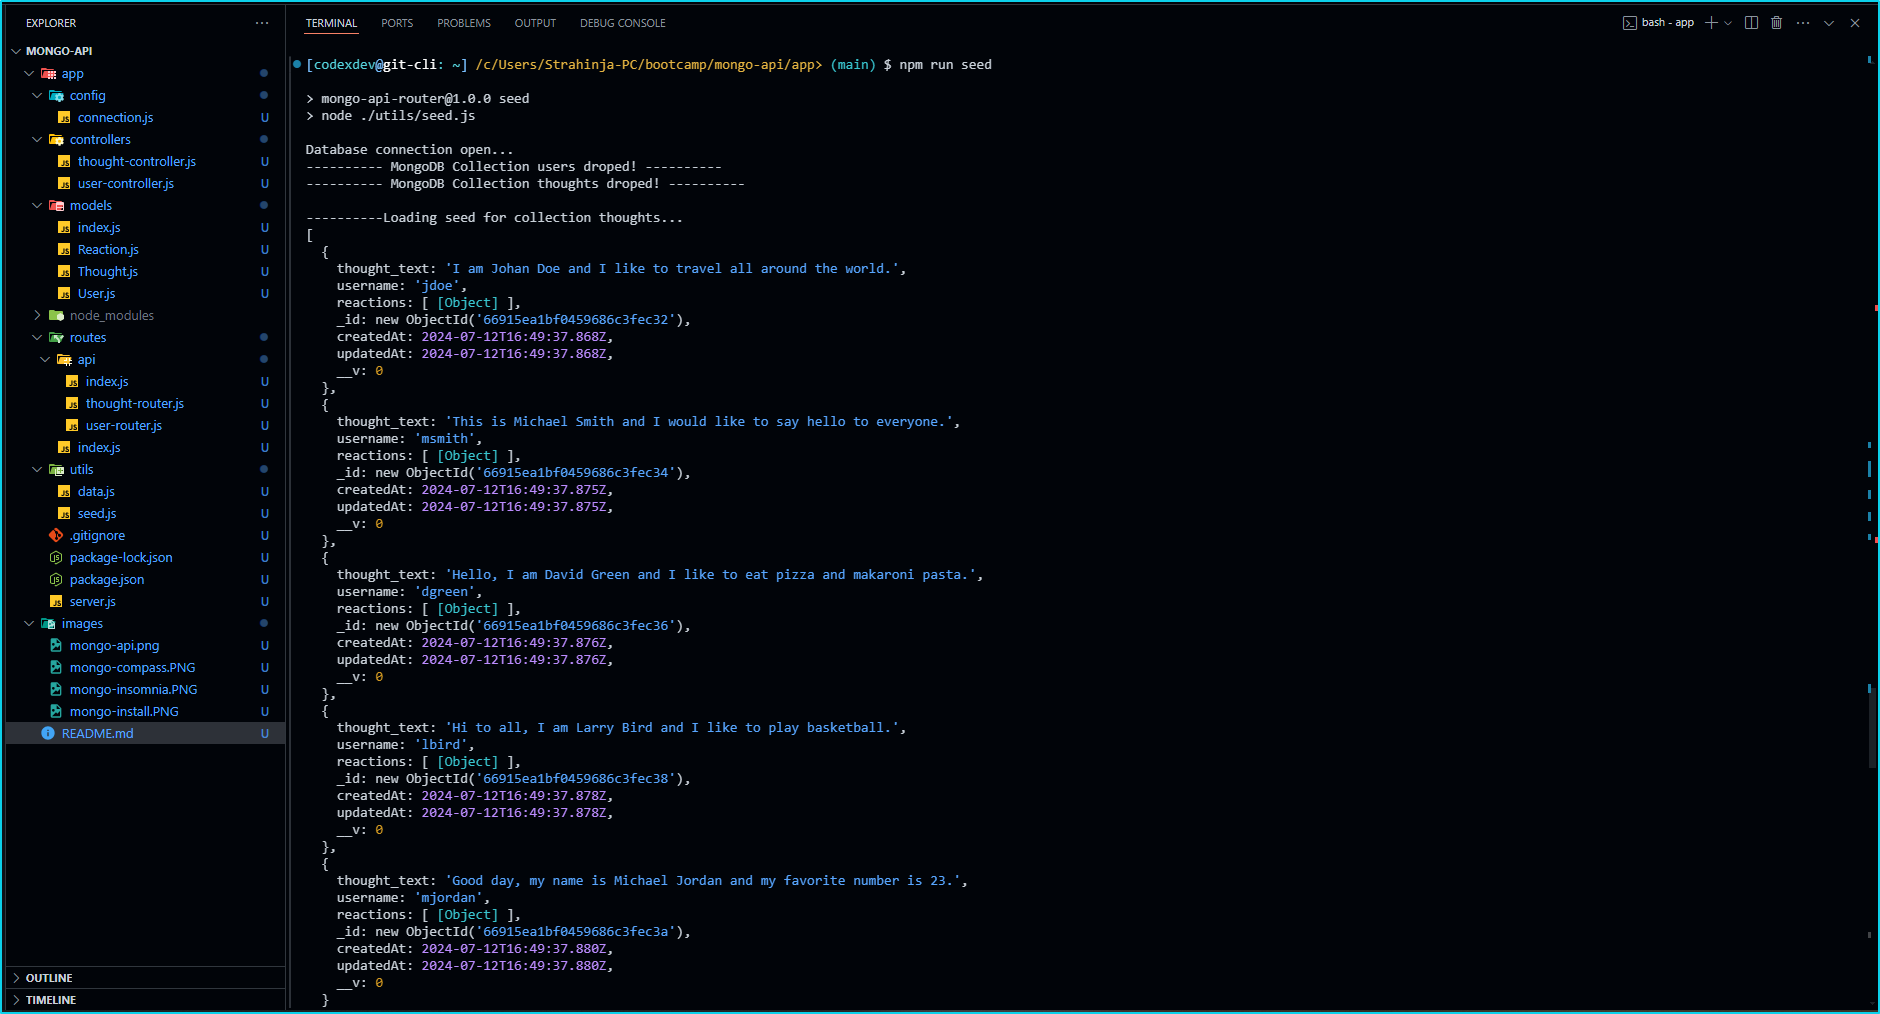 EXPLORER
MONGO-API
app
config
connection.js U
controllers
thought-controller.js U
user-controller.js U
models
index.js U
Reaction.js U
Thought.js U
User.js U
node_modules
routes
api
index.js U
thought-router.js U
user-router.js U
index.js U
utils
data.js U
seed.js U
.gitignore U
package-lock.json U
package.json U
server.js U
images
mongo-api.png U
mongo-compass.PNG U
mongo-insomnia.PNG U
mongo-install.PNG U
README.md U
OUTLINE
TIMELINE
TERMINAL PORTS PROBLEMS OUTPUT DEBUG CONSOLE
bash - app
[codexdev@git-cli: ~] /c/Users/Strahinja-PC/bootcamp/mongo-api/app> (main) $ npm run seed
> mongo-api-router@1.0.0 seed
> node ./utils/seed.js
Database connection open...
---------- MongoDB Collection users droped! ----------
---------- MongoDB Collection thoughts droped! ----------
----------Loading seed for collection thoughts...
[
{
thought_text: 'I am Johan Doe and I like to travel all around the world.',
username: 'jdoe',
reactions: [ [Object] ],
_id: new ObjectId('66915ea1bf0459686c3fec32'),
createdAt: 2024-07-12T16:49:37.868Z,
updatedAt: 2024-07-12T16:49:37.868Z,
__v: 0
},
{
thought_text: 'This is Michael Smith and I would like to say hello to everyone.',
username: 'msmith',
reactions: [ [Object] ],
_id: new ObjectId('66915ea1bf0459686c3fec34'),
createdAt: 2024-07-12T16:49:37.875Z,
updatedAt: 2024-07-12T16:49:37.875Z,
__v: 0
},
{
thought_text: 'Hello, I am David Green and I like to eat pizza and makaroni pasta.',
username: 'dgreen',
reactions: [ [Object] ],
_id: new ObjectId('66915ea1bf0459686c3fec36'),
createdAt: 2024-07-12T16:49:37.876Z,
updatedAt: 2024-07-12T16:49:37.876Z,
__v: 0
},
{
thought_text: 'Hi to all, I am Larry Bird and I like to play basketball.',
username: 'lbird',
reactions: [ [Object] ],
_id: new ObjectId('66915ea1bf0459686c3fec38'),
createdAt: 2024-07-12T16:49:37.878Z,
updatedAt: 2024-07-12T16:49:37.878Z,
__v: 0
},
{
thought_text: 'Good day, my name is Michael Jordan and my favorite number is 23.',
username: 'mjordan',
reactions: [ [Object] ],
_id: new ObjectId('66915ea1bf0459686c3fec3a'),
createdAt: 2024-07-12T16:49:37.880Z,
updatedAt: 2024-07-12T16:49:37.880Z,
__v: 0
}